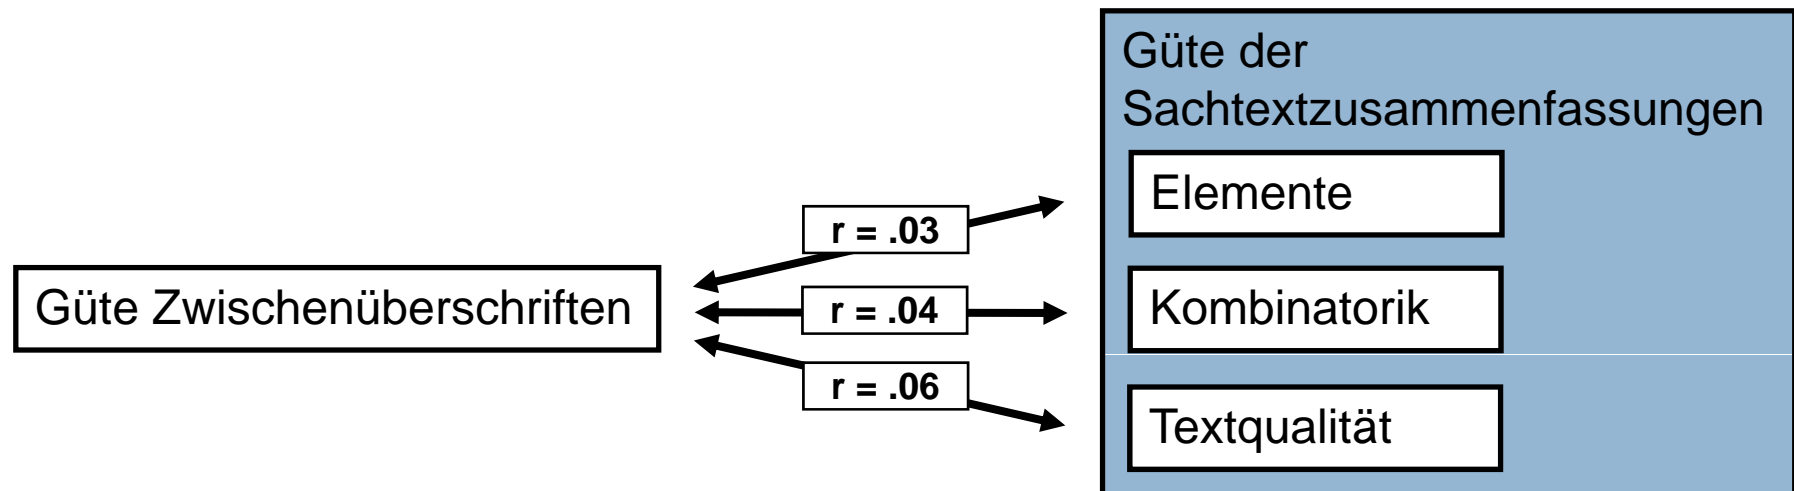 Güte der
Sachtextzusammenfassungen
Elemente
r = .03
Güte Zwischenüberschriften
r = .04
Kombinatorik
r = .06
Textqualität